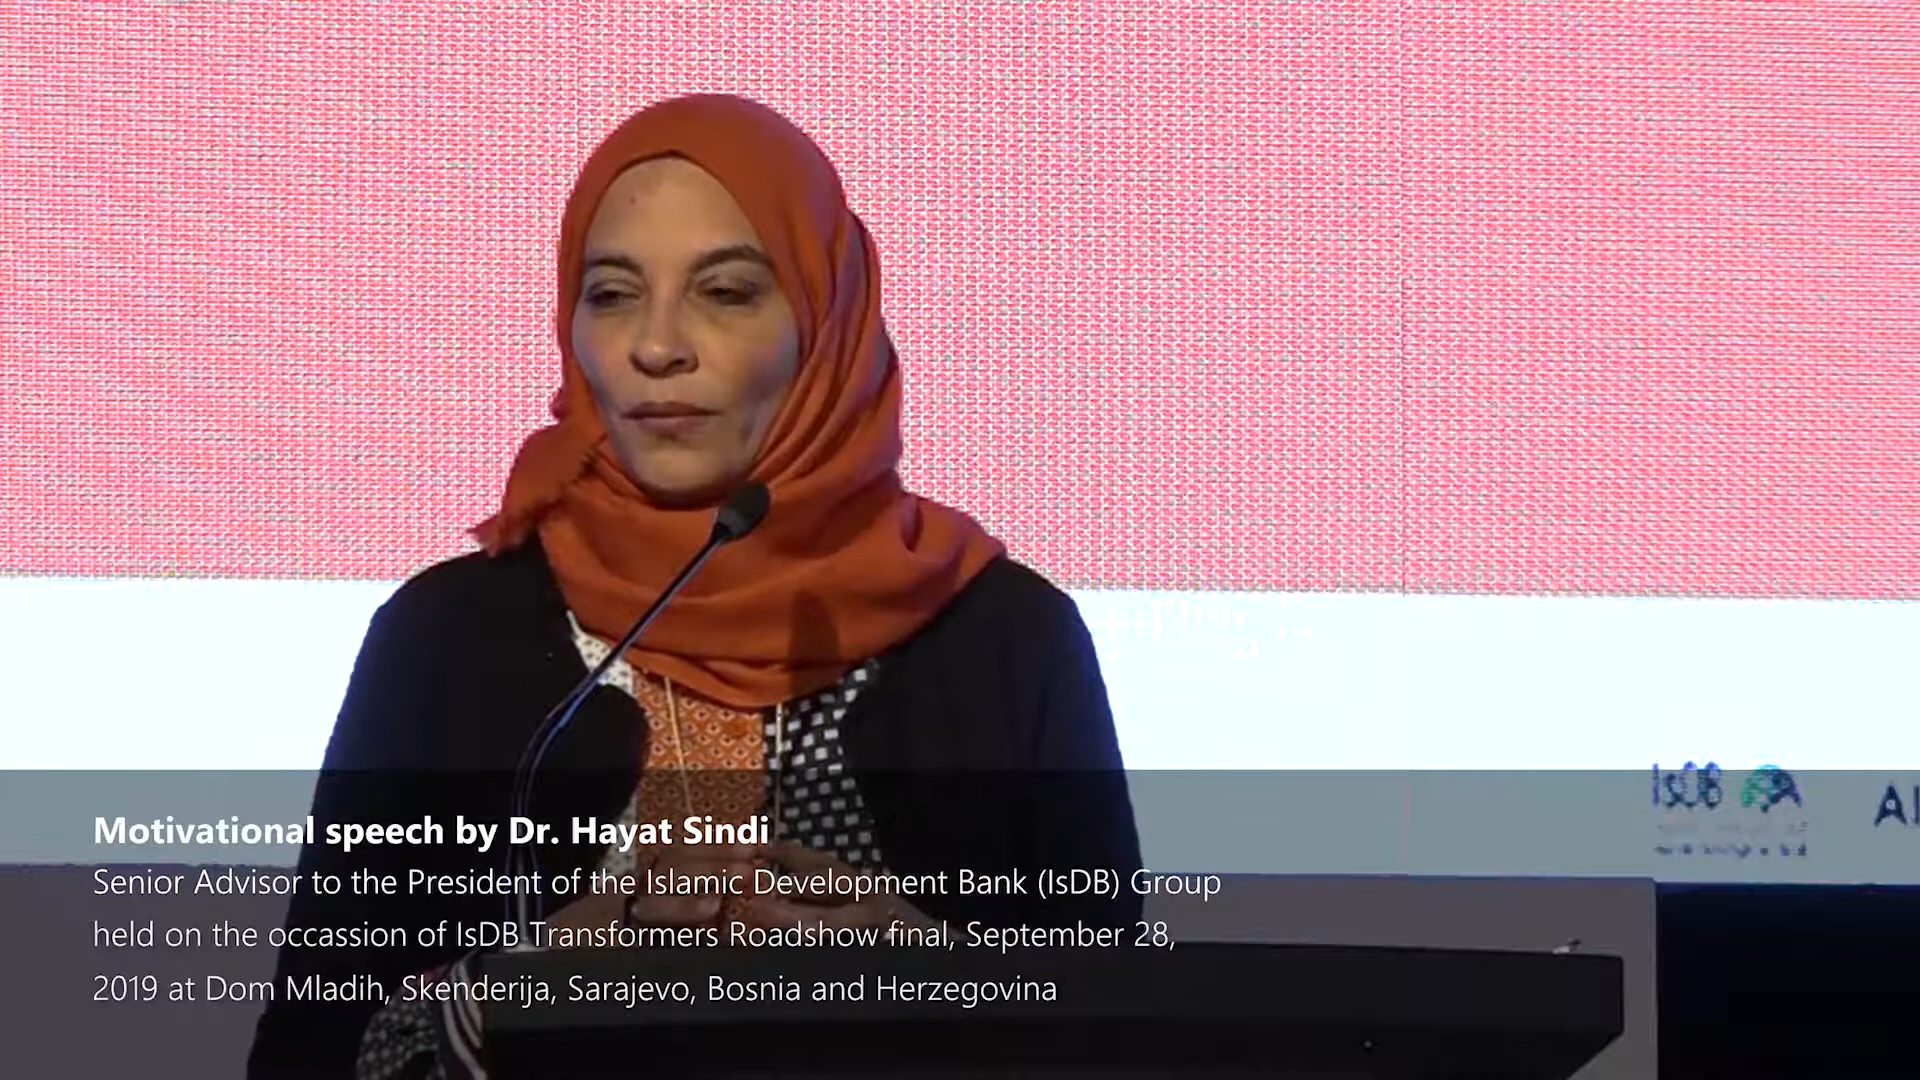 Motivational speech by Dr. Hayat Sindi
Senior Advisor to the President of the Islamic Development Bank (IsDB) Group
held on the occassion of IsDB Transformers Roadshow final, September 28,
2019 at Dom Mladih, Skenderija, Sarajevo, Bosnia and Herzegovina
IsDB